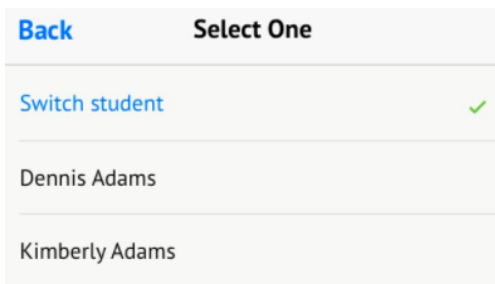 Back Select One
Switch student
Dennis Adams
Kimberly Adams